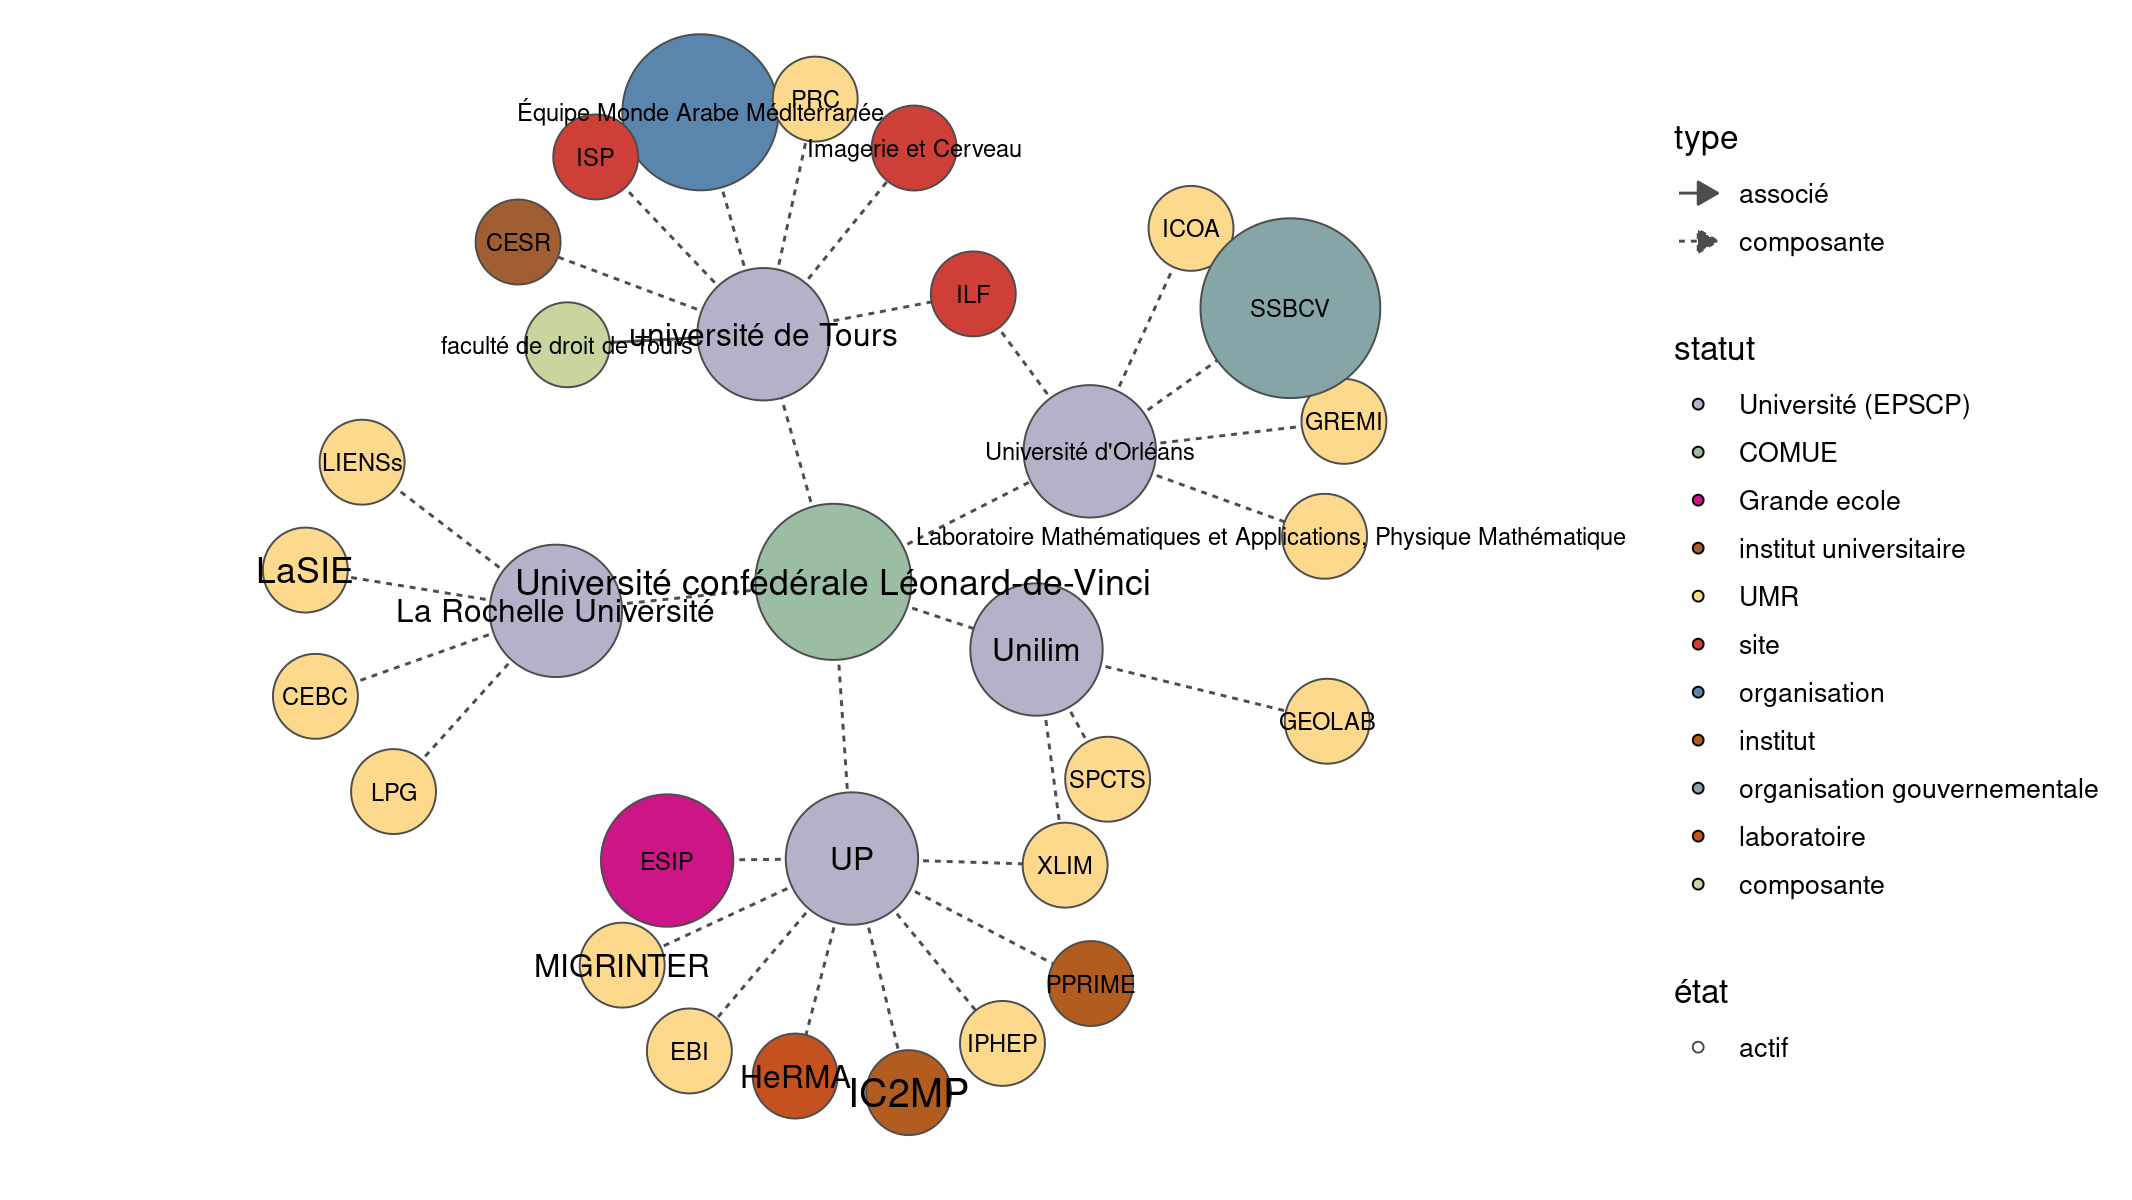 Équipe Monde Arabe Méditerranée
PRC
Imagerie et Cerveau
ISP
CESR
faculté de droit de Tours
université de Tours
ILF
ICOA
SSBCV
GREMI
Université d'Orléans
Laboratoire Mathématiques et Applications, Physique Mathématique
LIENSs
LaSIE
La Rochelle Université
Université confédérale Léonard-de-Vinci
Unilim
CEBC
LPG
GEOLAB
SPCTS
XLIM
ESIP
UP
MIGRINTER
EBI
HeRMA
IC2MP
IPHEP
PPRIME
type
associé
composante
statut
Université (EPSCP)
COMUE
Grande ecole
institut universitaire
UMR
site
organisation
institut
organisation gouvernementale
laboratoire
composante
état
actif